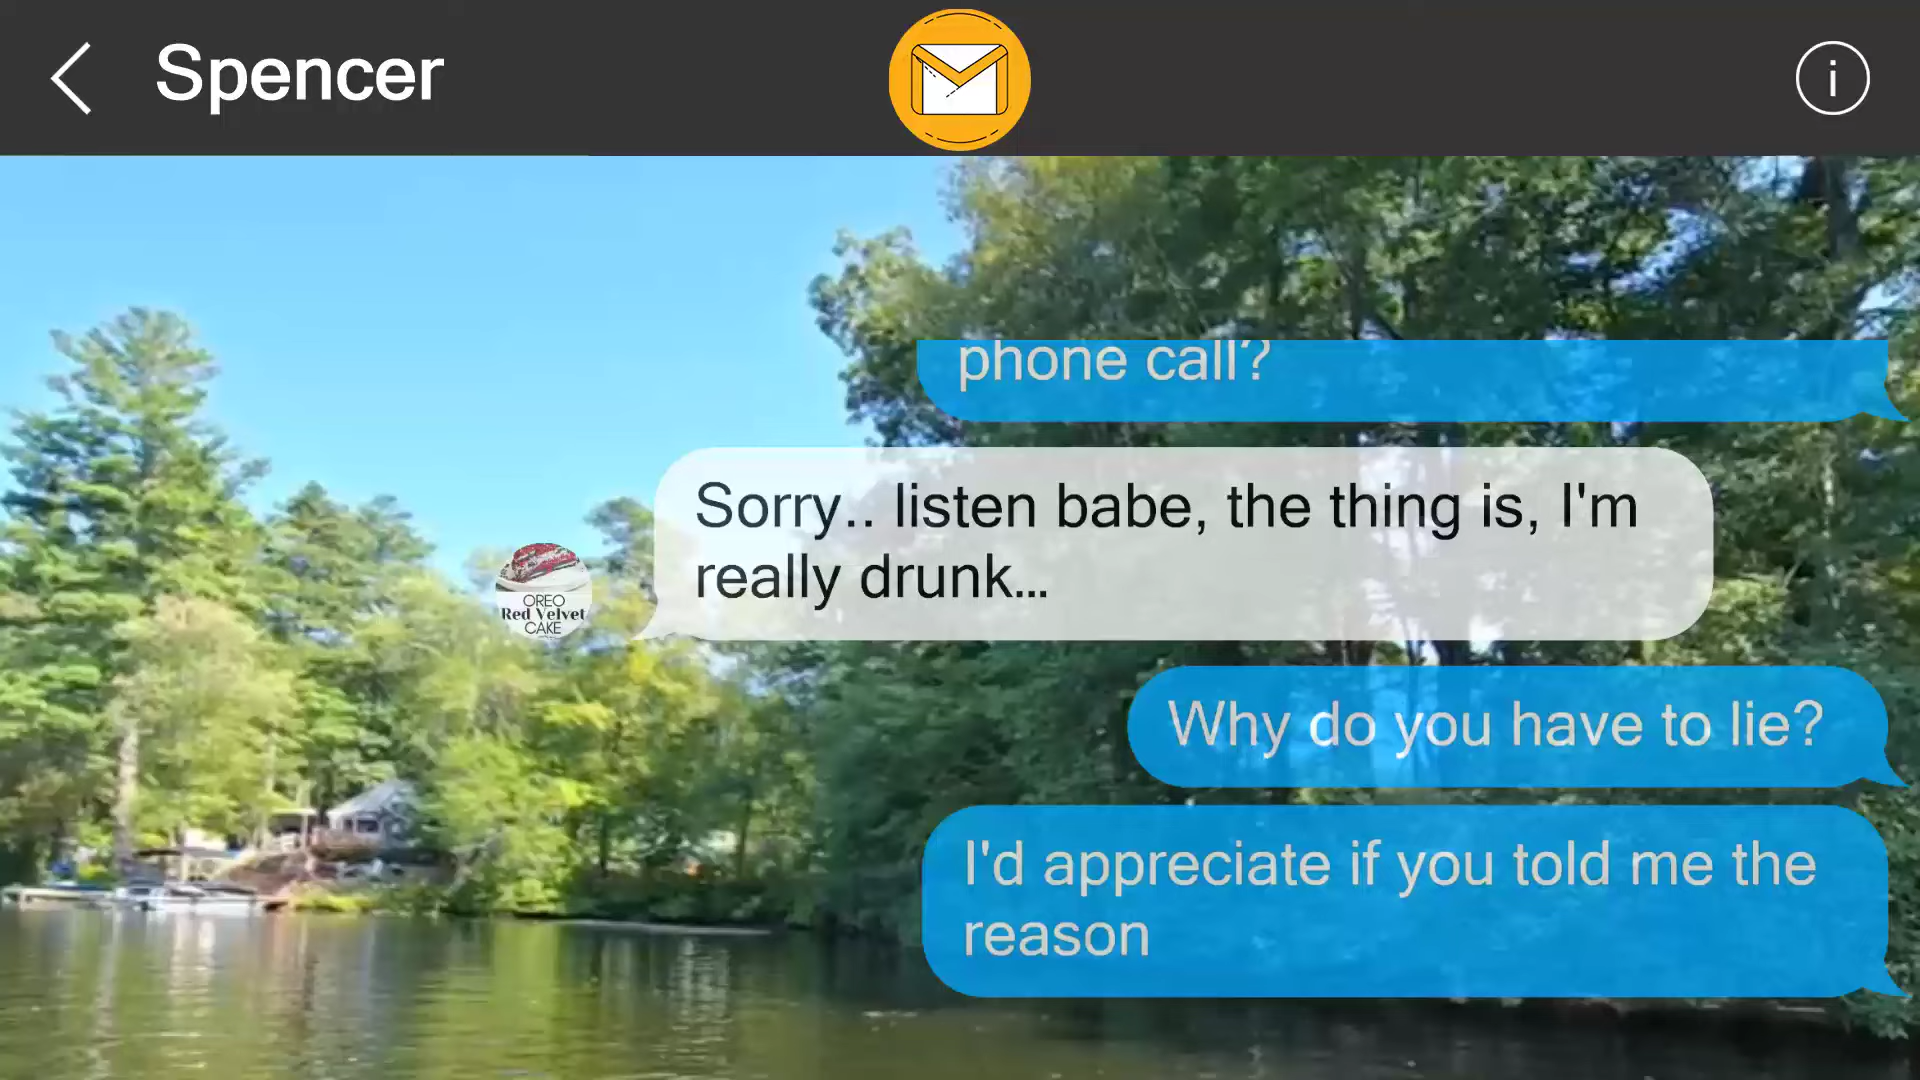 Spencer
i
phone call?
Sorry.. listen babe, the thing is, I'm
really drunk...
OREO
Red Velvet
CAKE
Why do you have to lie?
I'd appreciate if you told me the
reason